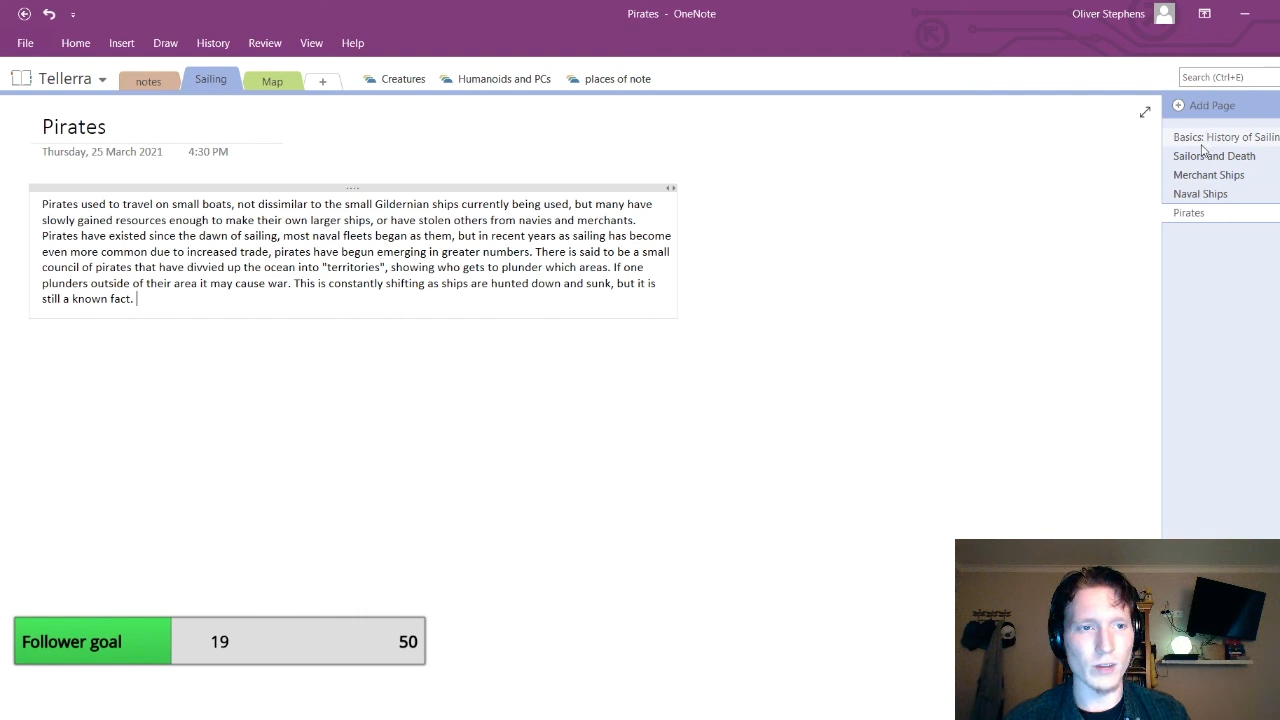 Pirates - OneNote
Oliver Stephens
File Home Insert Draw History Review View Help
Tellerra notes Sailing Map + Creatures Humanoids and PCs places of note
Search (Ctrl+E)
Add Page
Basics: History of Sailin
Sailors and Death
Merchant Ships
Naval Ships
Pirates
Pirates
Thursday, 25 March 2021 4:30 PM
Pirates used to travel on small boats, not dissimilar to the small Gildernian ships currently being used, but many have
slowly gained resources enough to make their own larger ships, or have stolen others from navies and merchants.
Pirates have existed since the dawn of sailing, most naval fleets began as them, but in recent years as sailing has become
even more common due to increased trade, pirates have begun emerging in greater numbers. There is said to be a small
council of pirates that have divvied up the ocean into "territories", showing who gets to plunder which areas. If one
plunders outside of their area it may cause war. This is constantly shifting as ships are hunted down and sunk, but it is
still a known fact.
Follower goal 19 50